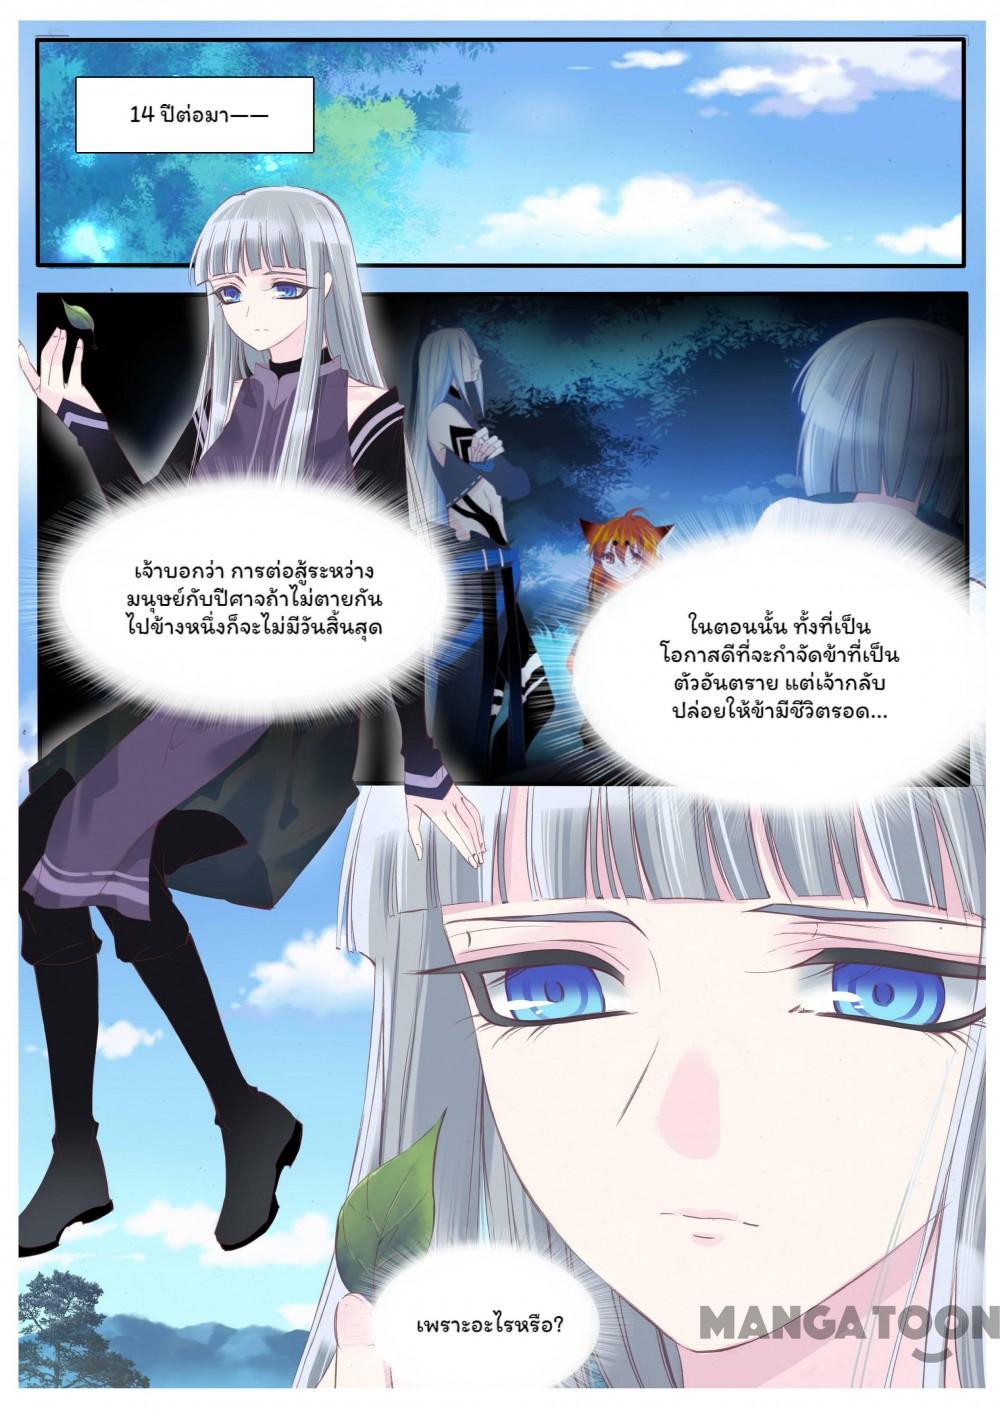 14 ปีต่อมา——
เจ้าบอกว่า การต่อสู้ระหว่าง
มนุษย์กับปีศาจถ้าไม่ตายกัน
ไปข้างหนึ่งก็จะไม่มีวันสิ้นสุด
ในตอนนั้น ทั้งที่เป็น
โอกาสดีที่จะกำจัดข้าที่เป็น
ตัวอันตราย แต่เจ้ากลับ
ปล่อยให้ข้ามีชีวิตรอด...
เพราะอะไรหรือ?
MANGATOON